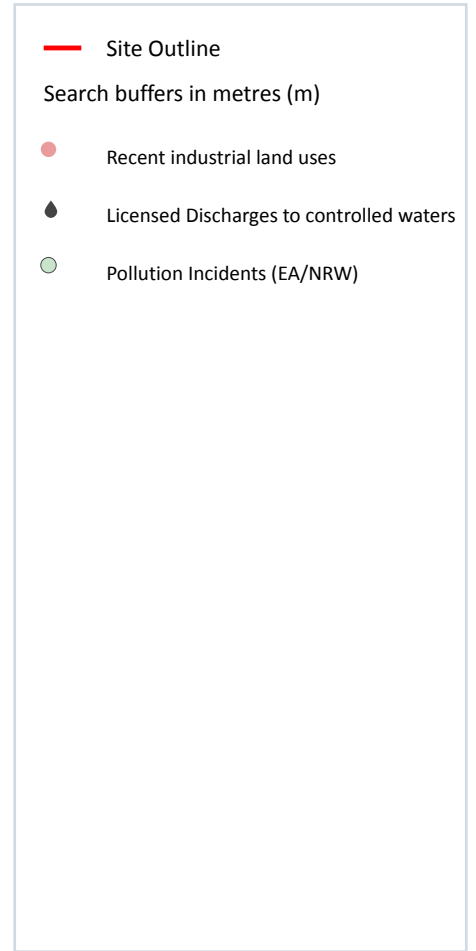 Site Outline
Search buffers in metres (m)
Recent industrial land uses
Licensed Discharges to controlled waters
Pollution Incidents (EA/NRW)